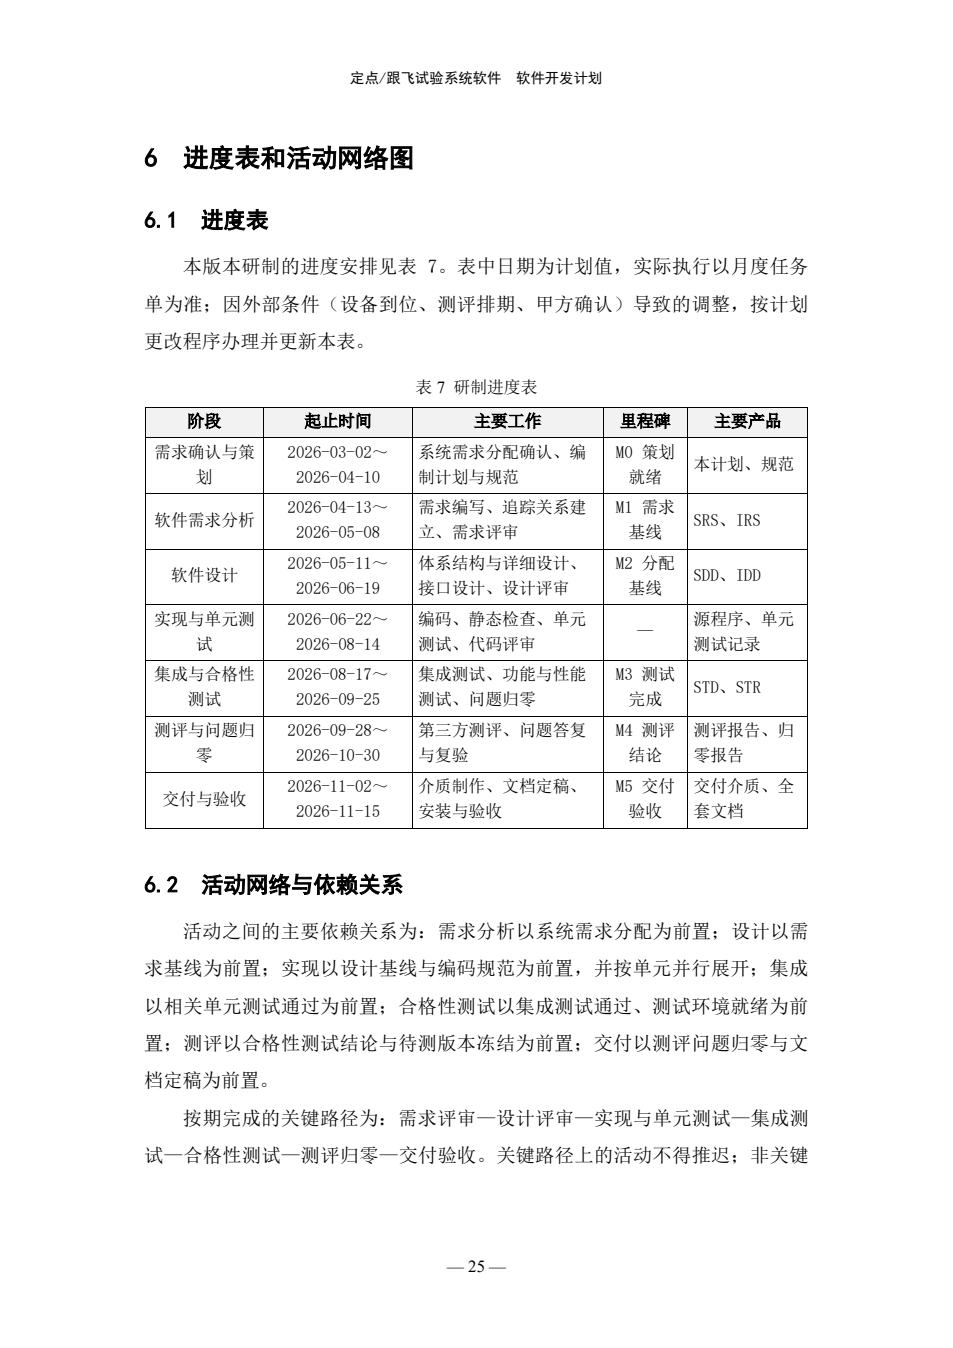 定点/跟飞试验系统软件　软件开发计划
6　进度表和活动网络图
6.1　进度表
本版本研制的进度安排见表 7。表中日期为计划值，实际执行以月度任务
单为准；因外部条件（设备到位、测评排期、甲方确认）导致的调整，按计划
更改程序办理并更新本表。
表 7 研制进度表
阶段 起止时间 主要工作 里程碑 主要产品
需求确认与策 2026-03-02～ 系统需求分配确认、编 M0 策划 本计划、规范
划 2026-04-10 制计划与规范 就绪
软件需求分析 2026-04-13～ 需求编写、追踪关系建 M1 需求 SRS、IRS
2026-05-08 立、需求评审 基线
软件设计 2026-05-11～ 体系结构与详细设计、 M2 分配 SDD、IDD
2026-06-19 接口设计、设计评审 基线
实现与单元测 2026-06-22～ 编码、静态检查、单元 — 源程序、单元
试 2026-08-14 测试、代码评审 测试记录
集成与合格性 2026-08-17～ 集成测试、功能与性能 M3 测试 STD、STR
测试 2026-09-25 测试、问题归零 完成
测评与问题归 2026-09-28～ 第三方测评、问题答复 M4 测评 测评报告、归
零 2026-10-30 与复验 结论 零报告
交付与验收 2026-11-02～ 介质制作、文档定稿、 M5 交付 交付介质、全
2026-11-15 安装与验收 验收 套文档
6.2　活动网络与依赖关系
活动之间的主要依赖关系为：需求分析以系统需求分配为前置；设计以需
求基线为前置；实现以设计基线与编码规范为前置，并按单元并行展开；集成
以相关单元测试通过为前置；合格性测试以集成测试通过、测试环境就绪为前
置；测评以合格性测试结论与待测版本冻结为前置；交付以测评问题归零与文
档定稿为前置。
按期完成的关键路径为：需求评审—设计评审—实现与单元测试—集成测
试—合格性测试—测评归零—交付验收。关键路径上的活动不得推迟；非关键
— 25 —